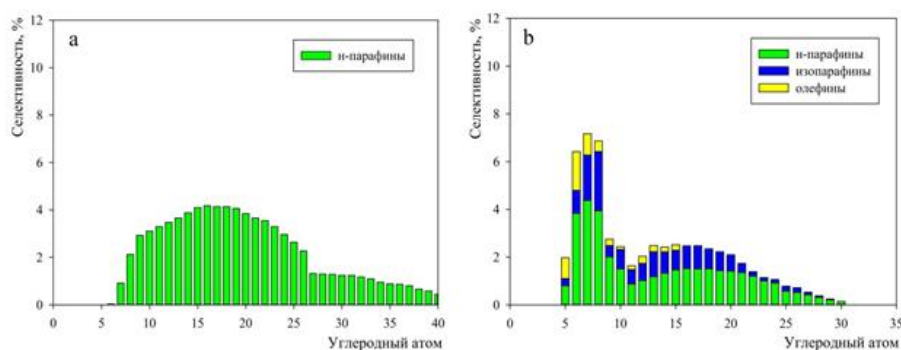 a
Селективность, %
12
10
8
6
4
2
0
н-парафины
0 5 10 15 20 25 30 35 40
Углеродный атом
b
Селективность, %
12
10
8
6
4
2
0
н-парафины
изопарафины
олефины
0 5 10 15 20 25 30 35
Углеродный атом